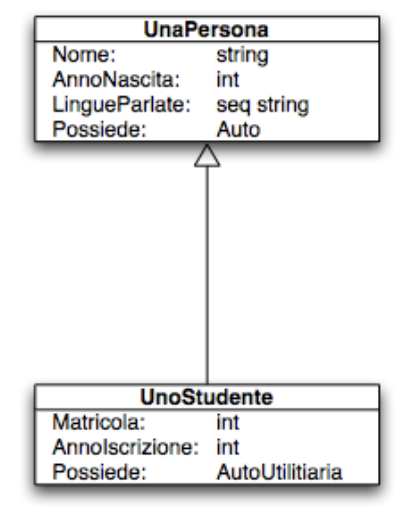 UnaPersona
Nome: string
AnnoNascita: int
LingueParlate: seq string
Possiede: Auto
UnoStudente
Matricola: int
AnnoIscrizione: int
Possiede: AutoUtilitiaria